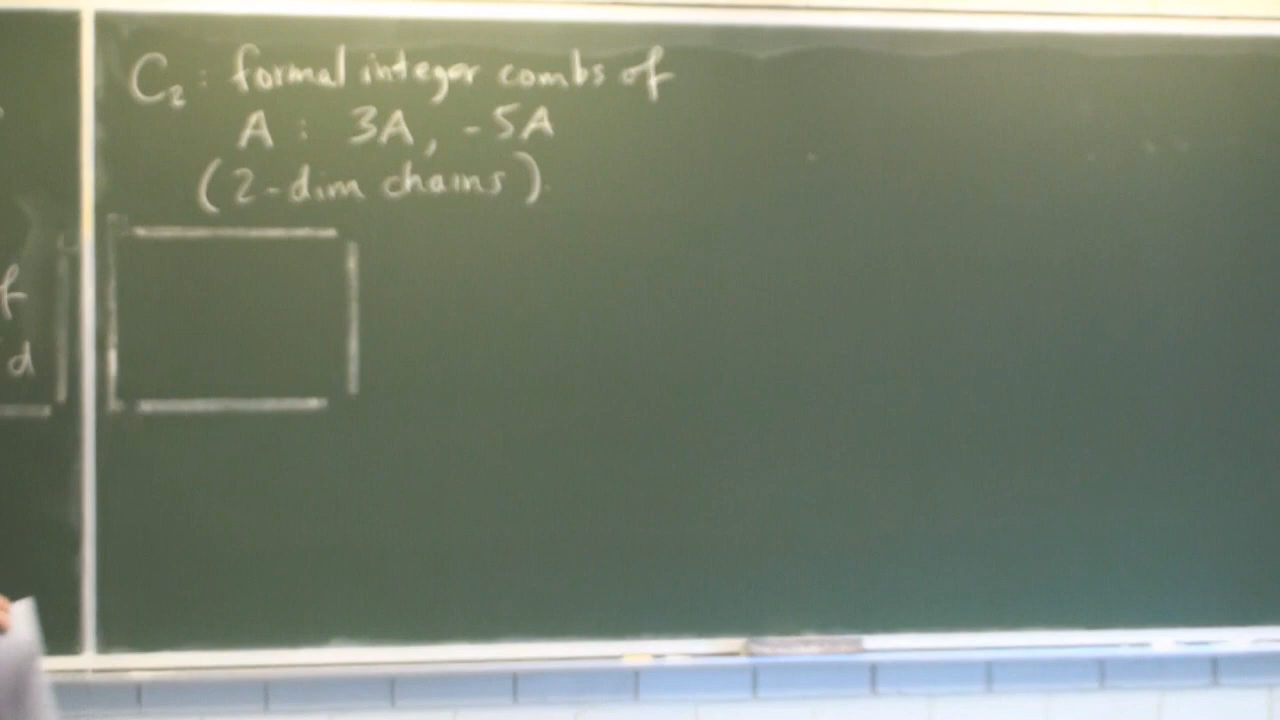 C₂: formal integer combs of
A: 3A, -5A
(2-dim chains).
f
d